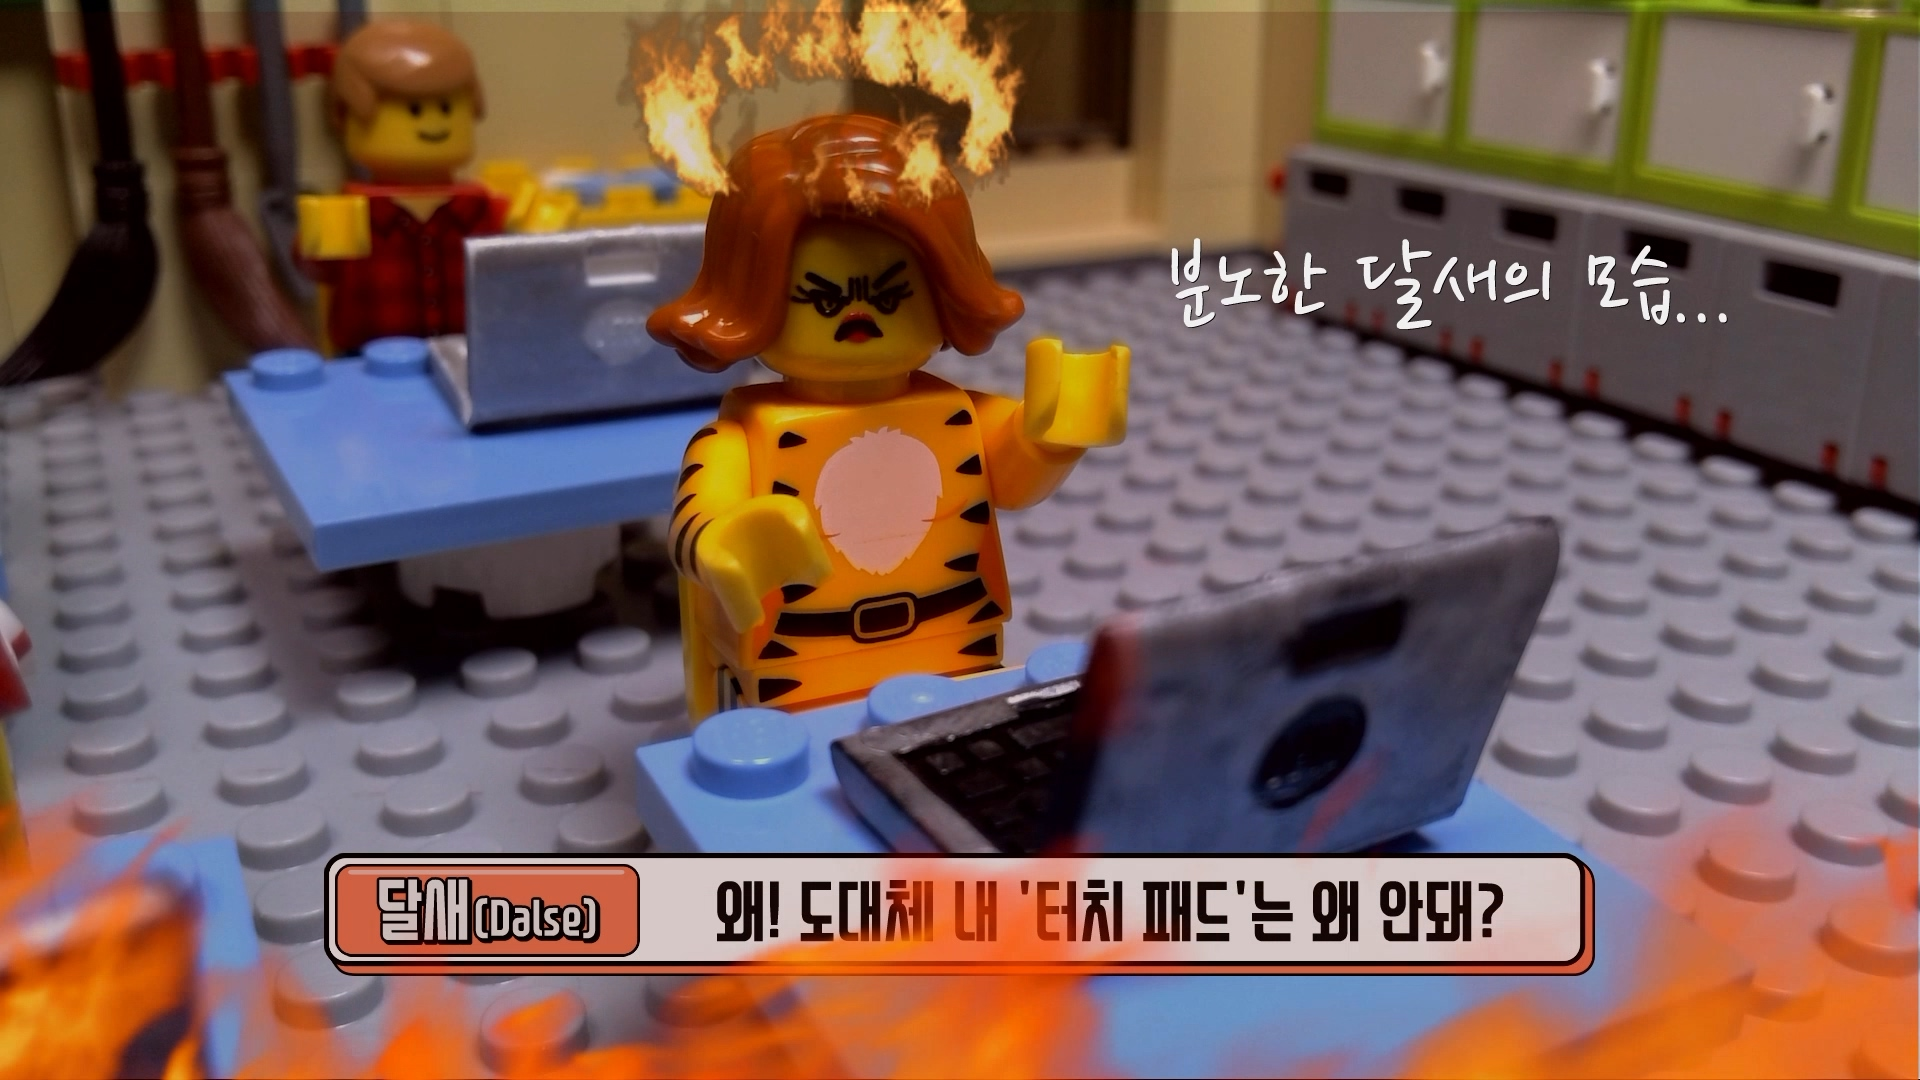 분노한 달새의 모습...
달새(Dalse) 왜! 도대체 내 '터치 패드'는 왜 안돼?